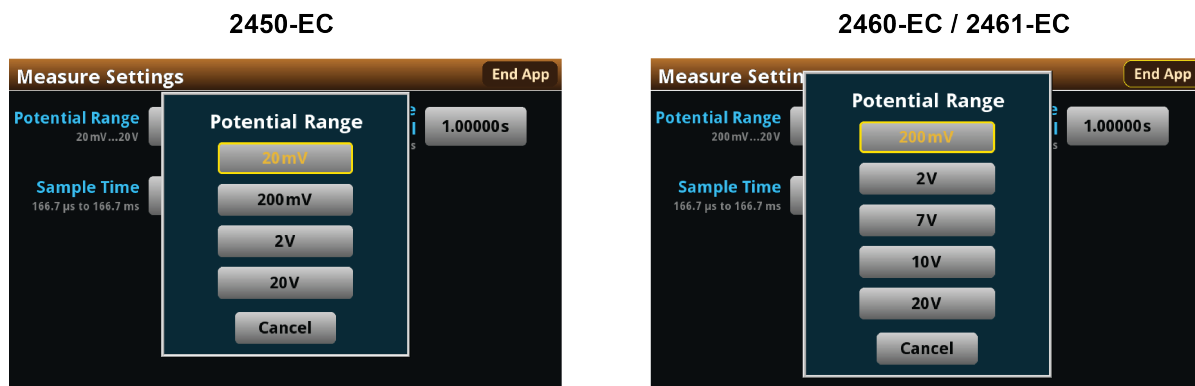 2450-EC
Measure Settings
End App
Potential Range
20mV...20V
Sample Time
166.7 µs to 166.7 ms
1.00000s
Potential Range
20mV
200mV
2V
20V
Cancel
2460-EC / 2461-EC
Measure Settin
End App
Potential Range
200mV...20V
Sample Time
166.7 µs to 166.7 ms
1.00000s
Potential Range
200mV
2V
7V
10V
20V
Cancel